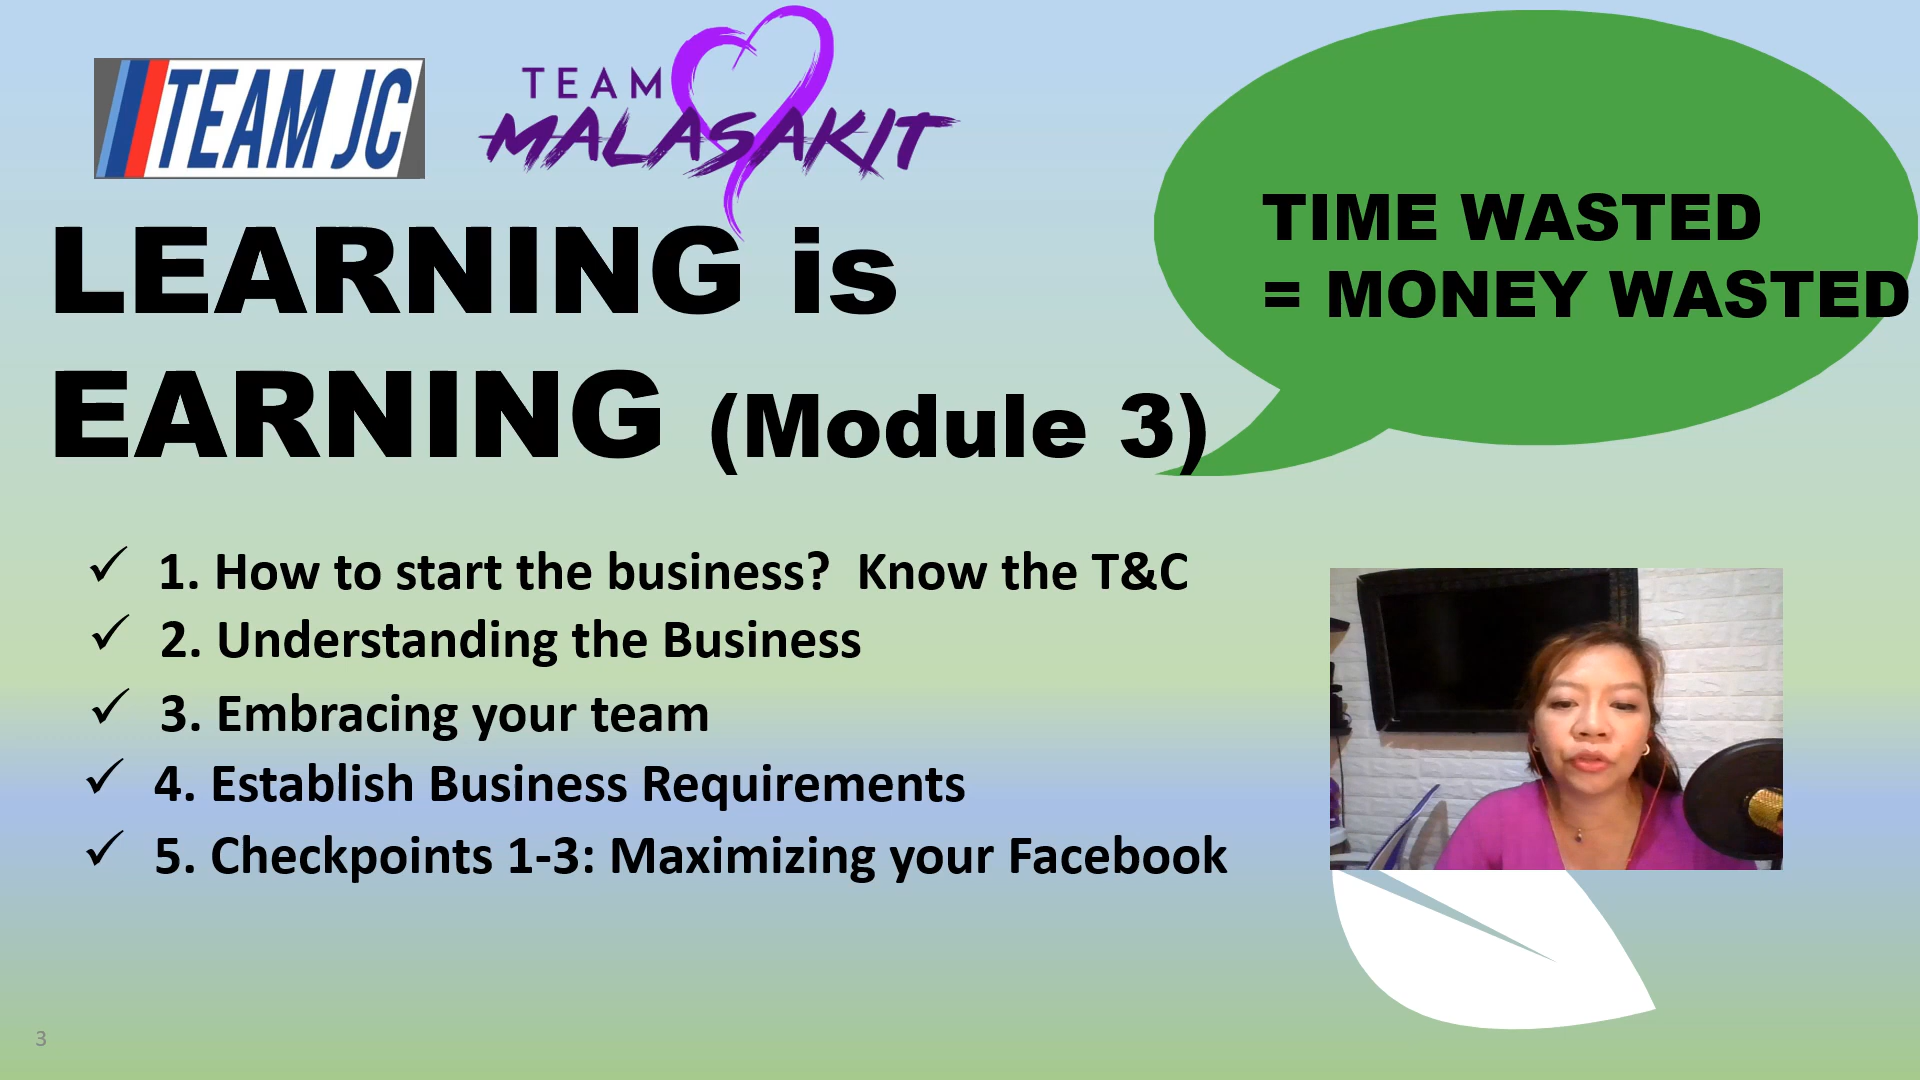 TEAM JC
TEAM
MALASAKIT
LEARNING is
EARNING (Module 3)
TIME WASTED
= MONEY WASTED
✓ 1. How to start the business? Know the T&C
✓ 2. Understanding the Business
✓ 3. Embracing your team
✓ 4. Establish Business Requirements
✓ 5. Checkpoints 1-3: Maximizing your Facebook
3